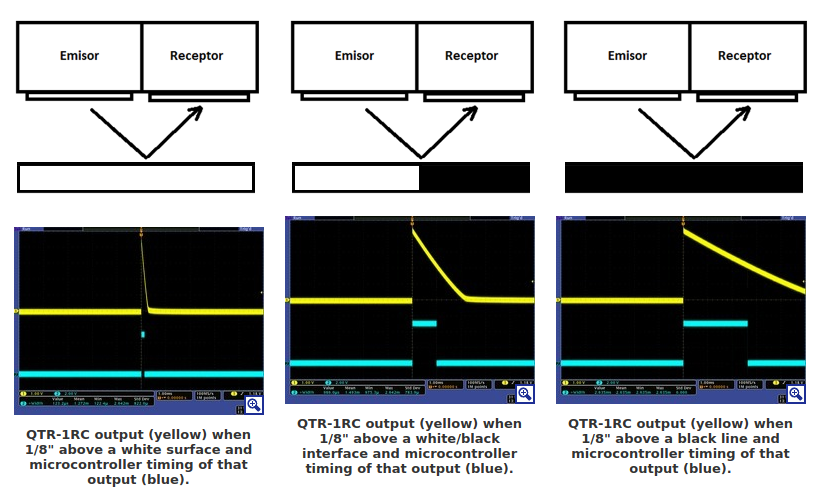 Emisor Receptor
Emisor Receptor
Emisor Receptor
QTR-1RC output (yellow) when
1/8" above a white surface and
microcontroller timing of that
output (blue).
QTR-1RC output (yellow) when
1/8" above a white/black
interface and microcontroller
timing of that output (blue).
QTR-1RC output (yellow) when
1/8" above a black line and
microcontroller timing of that
output (blue).